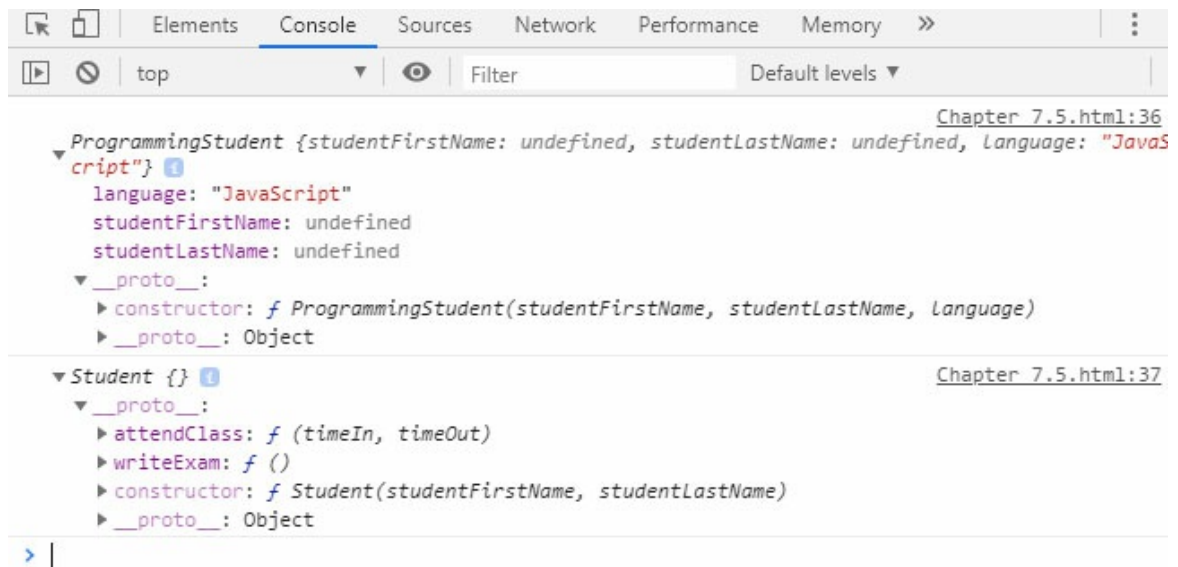 Elements Console Sources Network Performance Memory »
top ▼ Filter Default levels ▼
Chapter 7.5.html:36
ProgrammingStudent {studentFirstName: undefined, studentLastName: undefined, language: "JavaS
cript"}
language: "JavaScript"
studentFirstName: undefined
studentLastName: undefined
▼__proto__:
▶constructor: ƒ ProgrammingStudent(studentFirstName, studentLastName, language)
▶__proto__: Object
▼Student {} Chapter 7.5.html:37
▼__proto__:
▶attendClass: ƒ (timeIn, timeOut)
▶writeExam: ƒ ()
▶constructor: ƒ Student(studentFirstName, studentLastName)
▶__proto__: Object
>